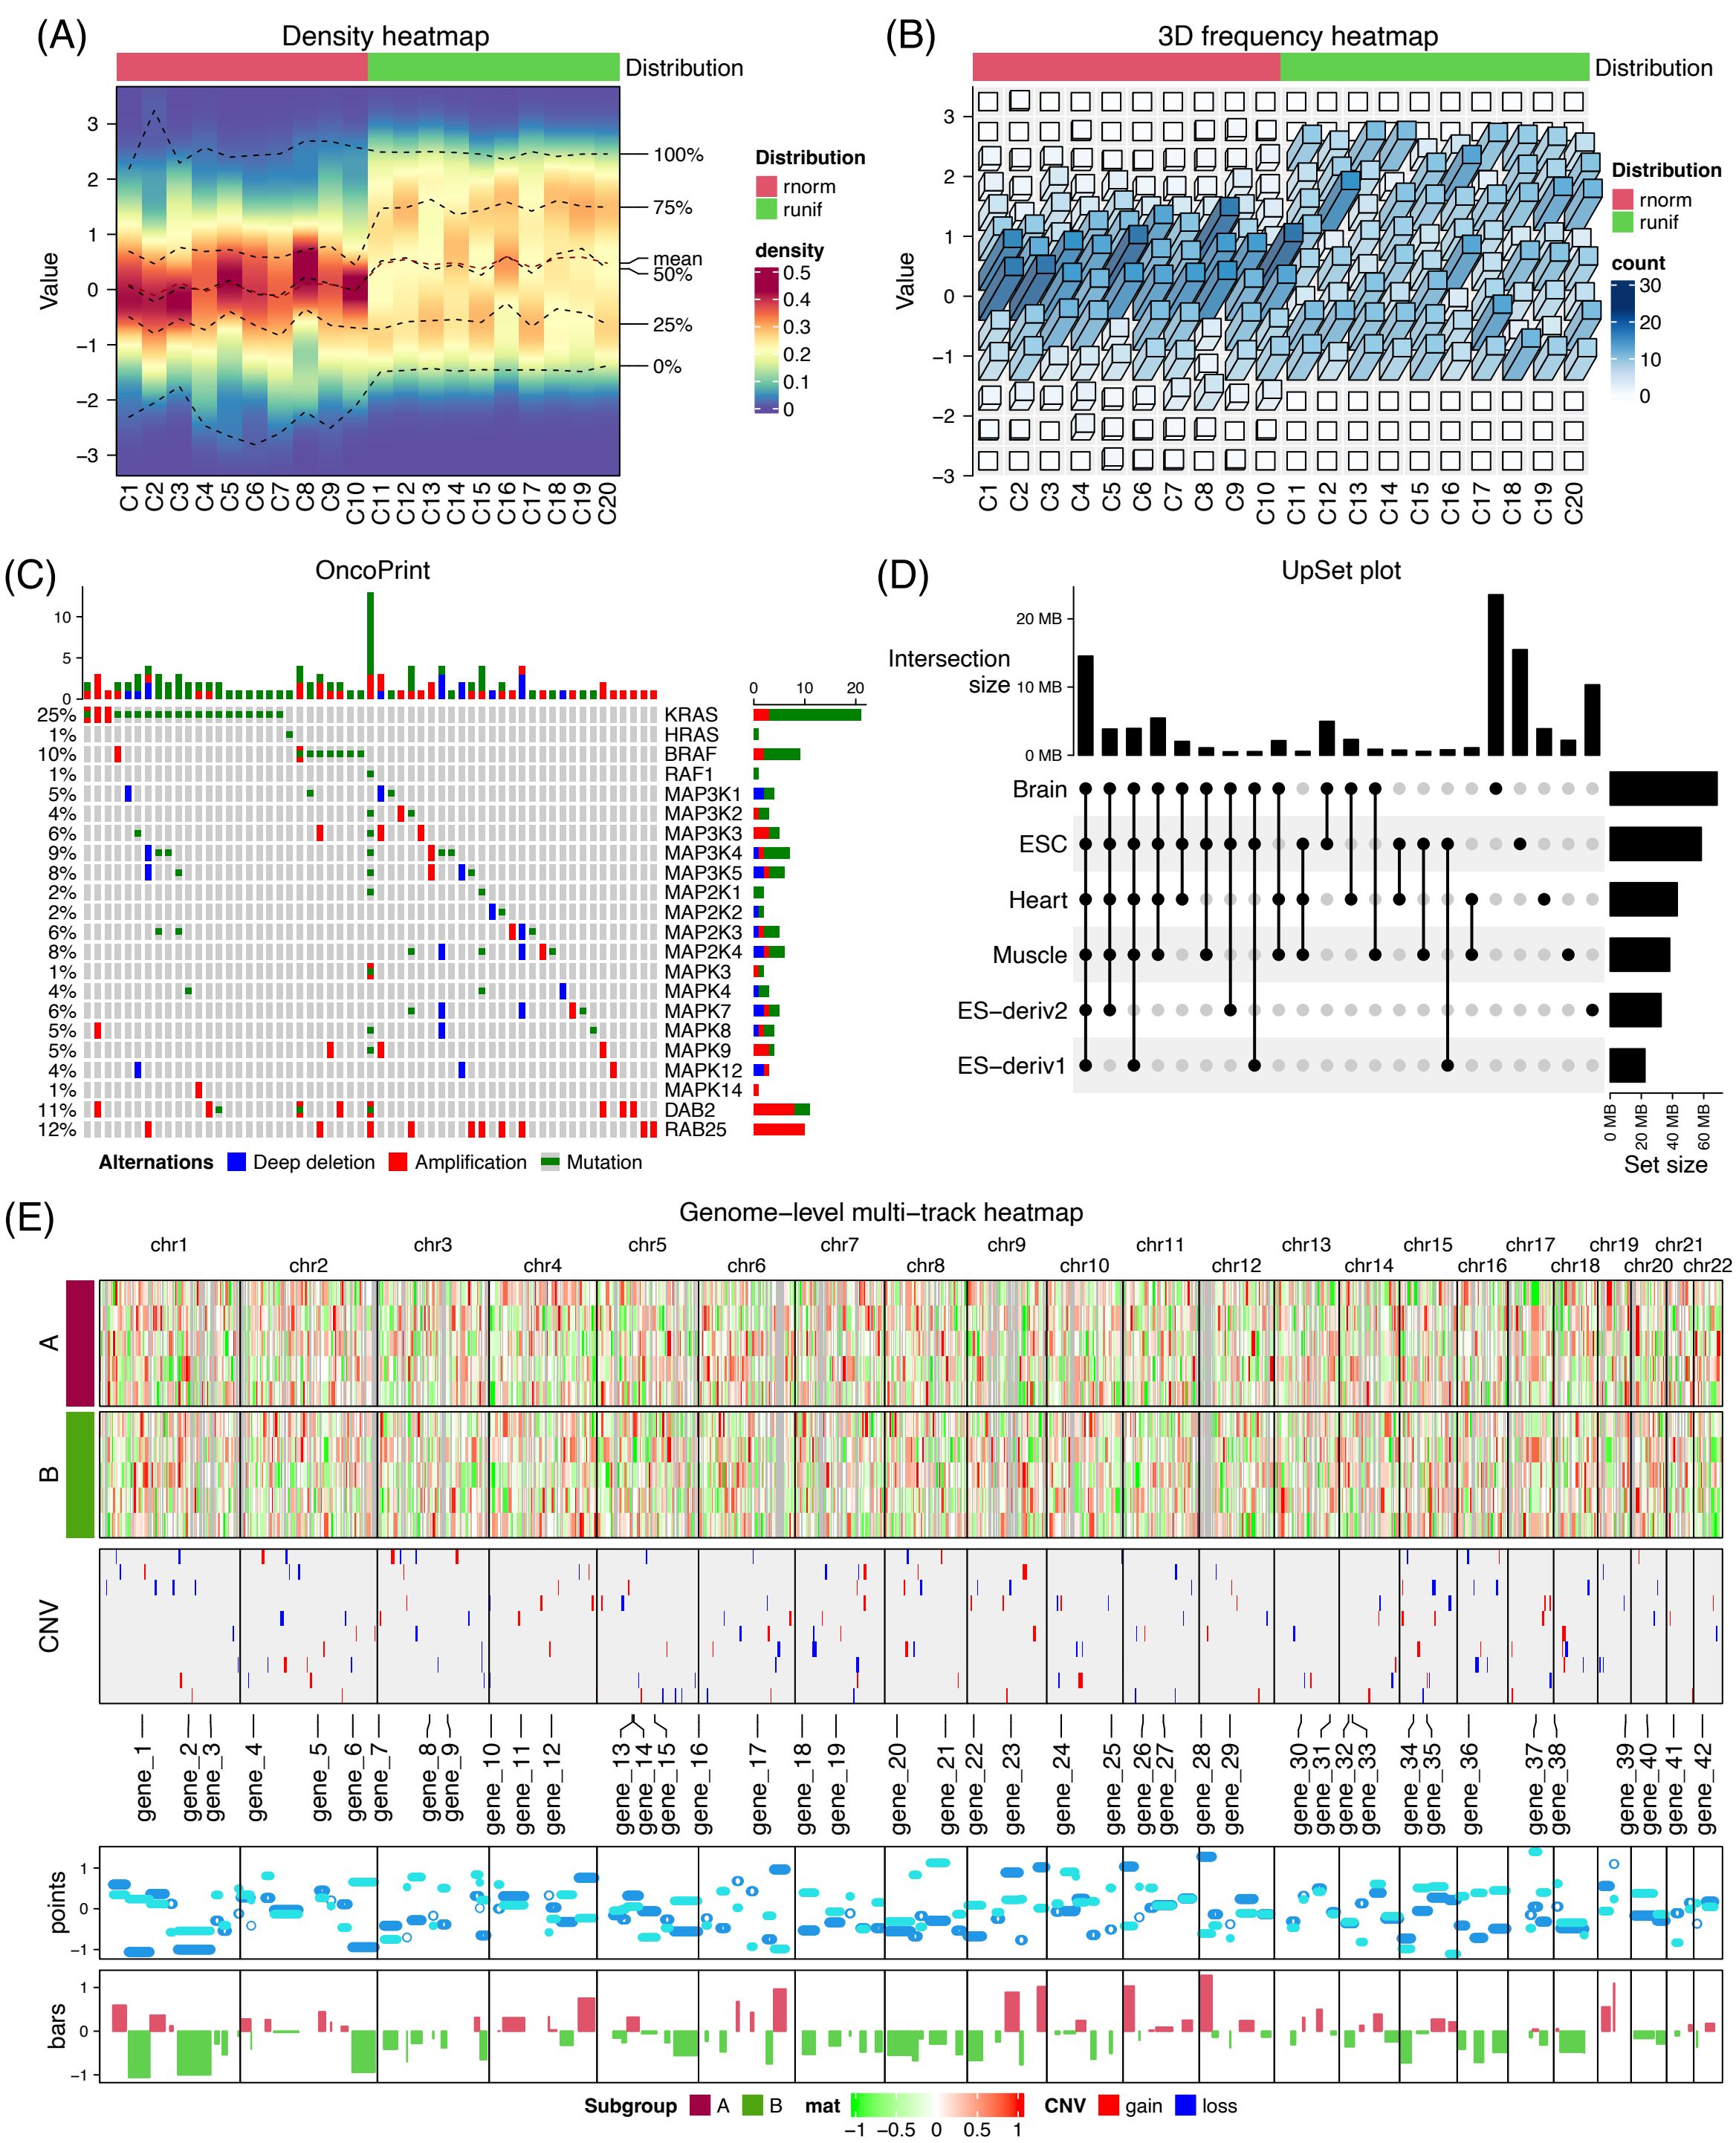 (A)
Density heatmap
Distribution
Value
3
2
1
0
−1
−2
−3
100%
75%
mean
50%
25%
0%
C1 C2 C3 C4 C5 C6 C7 C8 C9 C10 C11 C12 C13 C14 C15 C16 C17 C18 C19 C20
Distribution
rnorm
runif
density
0.5
0.4
0.3
0.2
0.1
0
(B)
3D frequency heatmap
Distribution
Value
3
2
1
0
−1
−2
−3
C1 C2 C3 C4 C5 C6 C7 C8 C9 C10 C11 C12 C13 C14 C15 C16 C17 C18 C19 C20
Distribution
rnorm
runif
count
30
20
10
0
(C)
OncoPrint
10
5
0
0 10 20
25% KRAS
1% HRAS
10% BRAF
1% RAF1
5% MAP3K1
4% MAP3K2
6% MAP3K3
9% MAP3K4
8% MAP3K5
2% MAP2K1
2% MAP2K2
6% MAP2K3
8% MAP2K4
1% MAPK3
4% MAPK4
6% MAPK7
5% MAPK8
5% MAPK9
4% MAPK12
1% MAPK14
11% DAB2
12% RAB25
Alternations Deep deletion Amplification Mutation
(D)
UpSet plot
Intersection
size
20 MB
10 MB
0 MB
Brain
ESC
Heart
Muscle
ES−deriv2
ES−deriv1
0 MB 20 MB 40 MB 60 MB
Set size
(E)
Genome−level multi−track heatmap
chr1 chr3 chr5 chr7 chr9 chr11 chr13 chr15 chr17 chr19 chr21
chr2 chr4 chr6 chr8 chr10 chr12 chr14 chr16 chr18 chr20 chr22
A
B
CNV
gene_1 gene_2 gene_3 gene_4 gene_5 gene_6 gene_7 gene_8 gene_9 gene_10 gene_11 gene_12 gene_13 gene_14 gene_15 gene_16 gene_17 gene_18 gene_19 gene_20 gene_21 gene_22 gene_23 gene_24 gene_25 gene_26 gene_27 gene_28 gene_29 gene_30 gene_31 gene_32 gene_33 gene_34 gene_35 gene_36 gene_37 gene_38 gene_39 gene_40 gene_41 gene_42
points
1
0
−1
bars
1
0
−1
Subgroup A B mat −1 −0.5 0 0.5 1 CNV gain loss